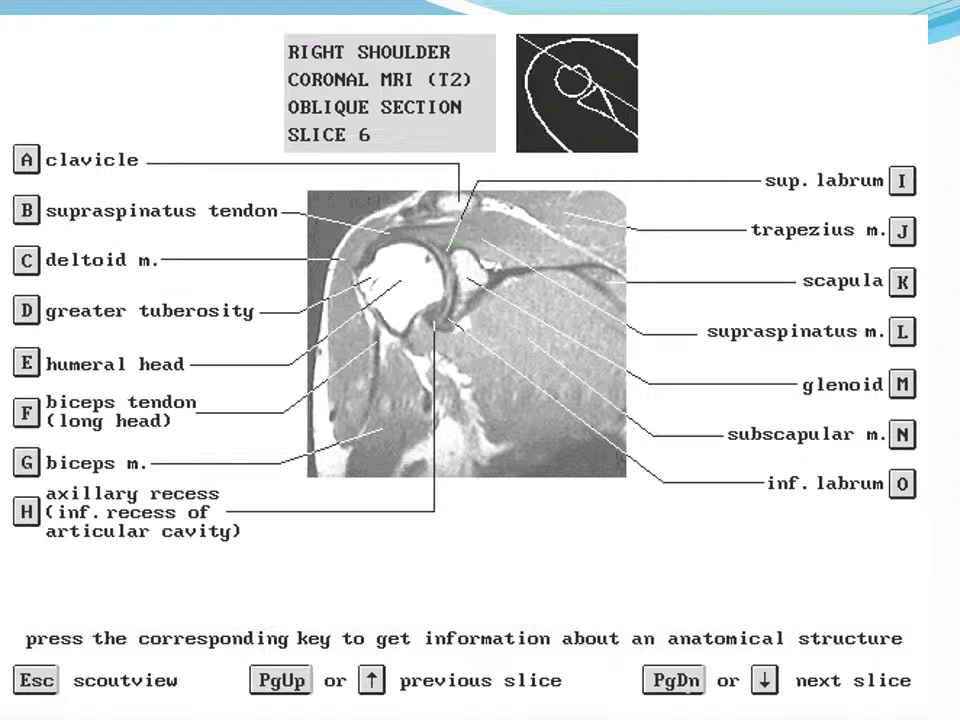 RIGHT SHOULDER
CORONAL MRI (T2)
OBLIQUE SECTION
SLICE 6
A clavicle
B supraspinatus tendon
C deltoid m.
D greater tuberosity
E humeral head
F biceps tendon
(long head)
G biceps m.
H axillary recess
(inf. recess of
articular cavity)
sup. labrum I
trapezius m. J
scapula K
supraspinatus m. L
glenoid M
subscapular m. N
inf. labrum O
press the corresponding key to get information about an anatomical structure
Esc scoutview PgUp or ↑ previous slice PgDn or ↓ next slice